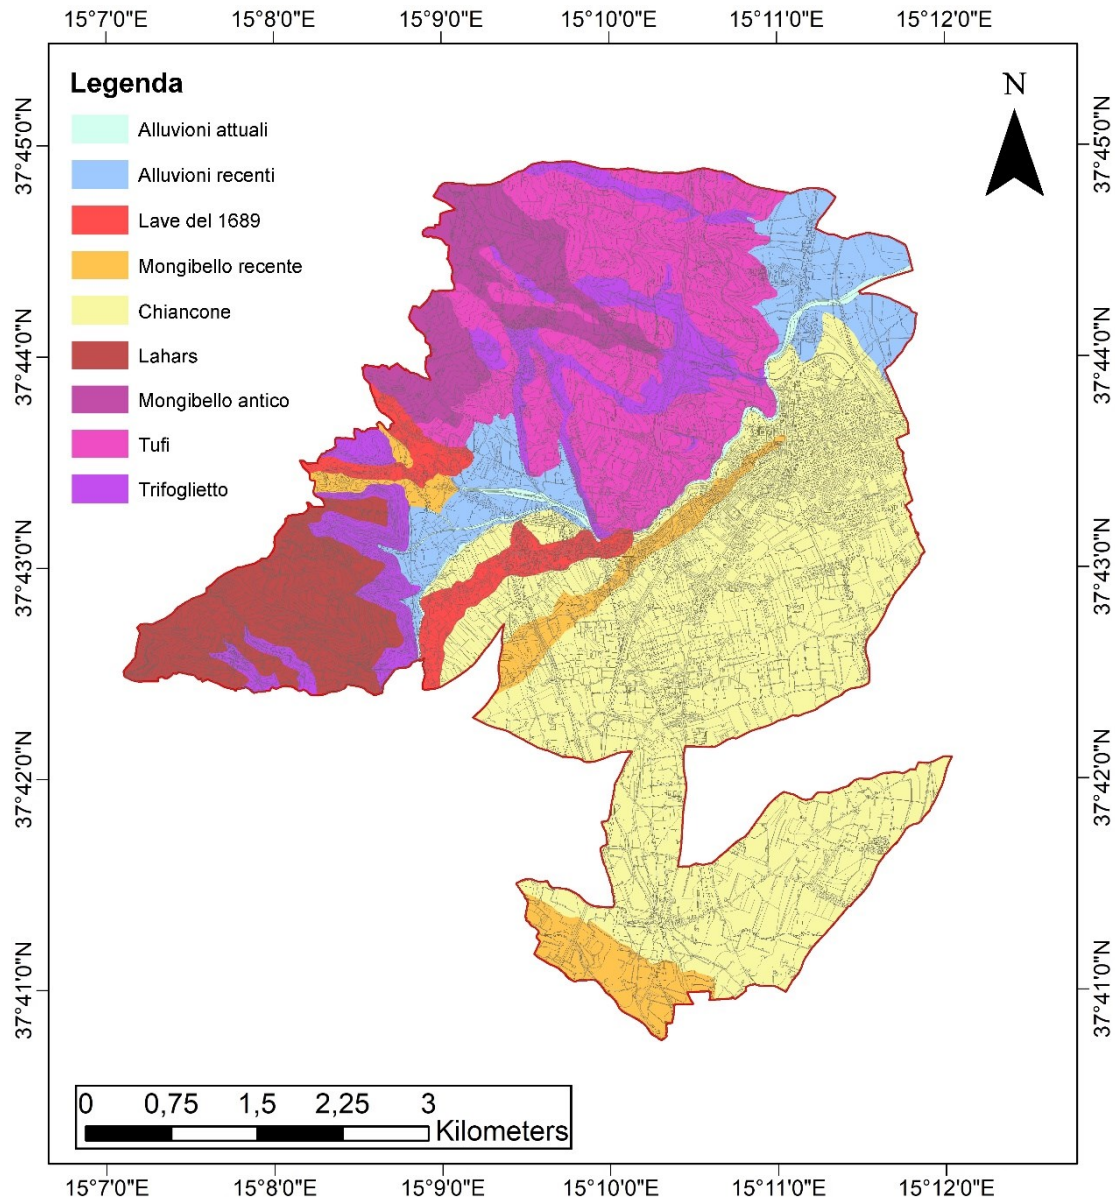 15°7'0"E 15°8'0"E 15°9'0"E 15°10'0"E 15°11'0"E 15°12'0"E
Legenda
Alluvioni attuali
Alluvioni recenti
Lave del 1689
Mongibello recente
Chiancone
Lahars
Mongibello antico
Tufi
Trifoglietto
N
37°45'0"N
37°44'0"N
37°43'0"N
37°42'0"N
37°41'0"N
37°45'0"N
37°44'0"N
37°43'0"N
37°42'0"N
37°41'0"N
0 0,75 1,5 2,25 3
Kilometers
15°7'0"E 15°8'0"E 15°9'0"E 15°10'0"E 15°11'0"E 15°12'0"E